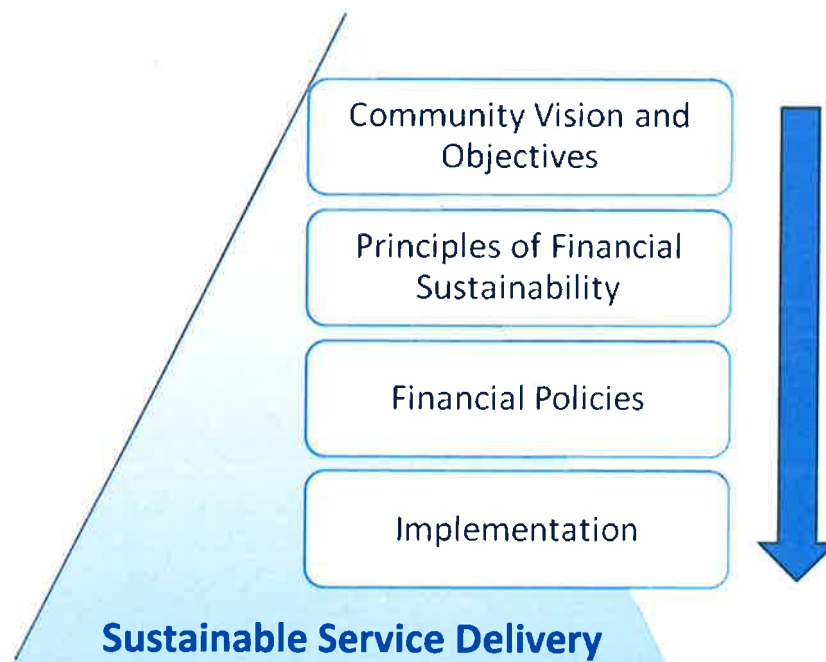 Community Vision and
Objectives
Principles of Financial
Sustainability
Financial Policies
Implementation
Sustainable Service Delivery